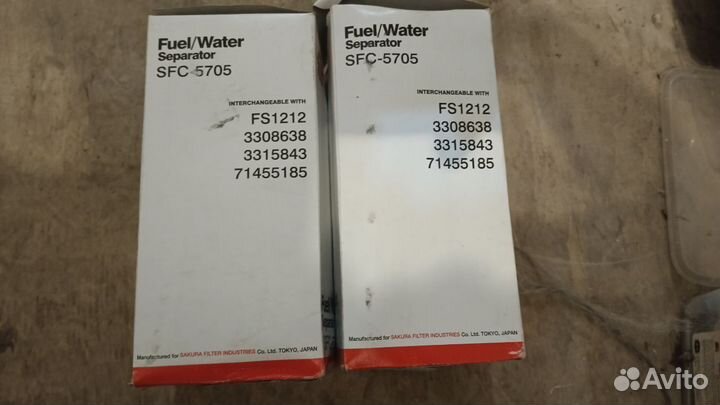 Fuel/Water
Separator
SFC-5705
INTERCHANGEABLE WITH
FS1212
3308638
3315843
71455185
Manufactured for SAKURA FILTER INDUSTRIES Co. Ltd. TOKYO, JAPAN
Fuel/Water
Separator
SFC-5705
INTERCHANGEABLE WITH
FS1212
3308638
3315843
71455185
Manufactured for SAKURA FILTER INDUSTRIES Co. Ltd. TOKYO, JAPAN
Avito